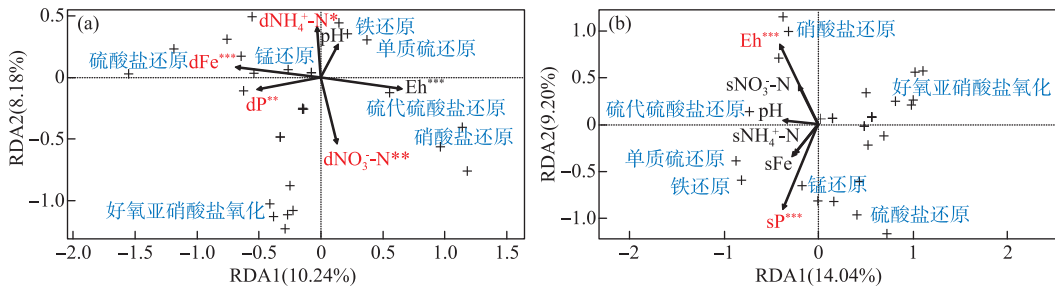 (a)
dNH₄⁺-N*
铁还原
pH
单质硫还原
硫酸盐还原
dFe***
锰还原
Eh***
dP**
硫代硫酸盐还原
硝酸盐还原
dNO₃⁻-N**
好氧亚硝酸盐氧化
RDA2(8.18%)
0.5
0
−0.5
−1.0
−2.0 −1.5 −1.0 −0.5 0 0.5 1.0 1.5
RDA1(10.24%)
(b)
硝酸盐还原
Eh***
sNO₃⁻-N
好氧亚硝酸盐氧化
硫代硫酸盐还原
pH
sNH₄⁺-N
单质硫还原
sFe
铁还原
锰还原
sP***
硫酸盐还原
RDA2(9.20%)
1.0
0.5
0
−0.5
−1.0
−2 −1 0 1 2
RDA1(14.04%)